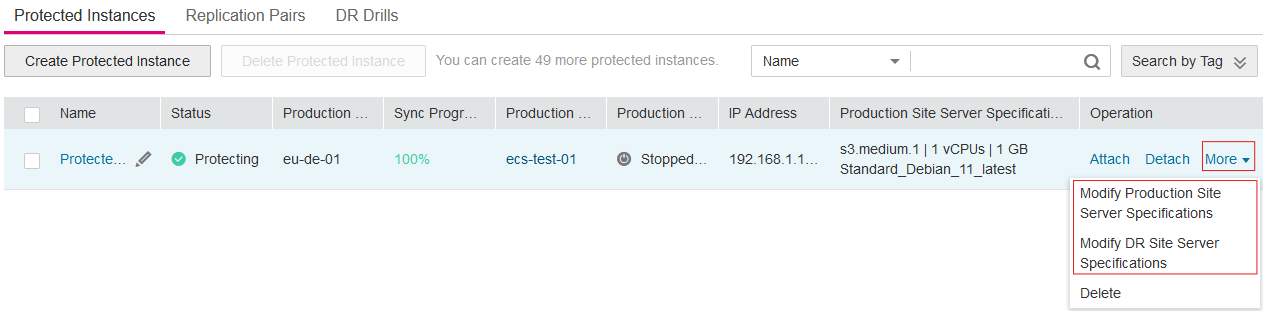 Protected Instances Replication Pairs DR Drills
Create Protected Instance Delete Protected Instance You can create 49 more protected instances. Name Search by Tag
Name Status Production ... Sync Progr... Production ... Production ... IP Address Production Site Server Specificati... Operation
Protecte... Protecting eu-de-01 100% ecs-test-01 Stopped... 192.168.1.1... s3.medium.1 | 1 vCPUs | 1 GB Attach Detach More
Standard_Debian_11_latest
Modify Production Site
Server Specifications
Modify DR Site Server
Specifications
Delete